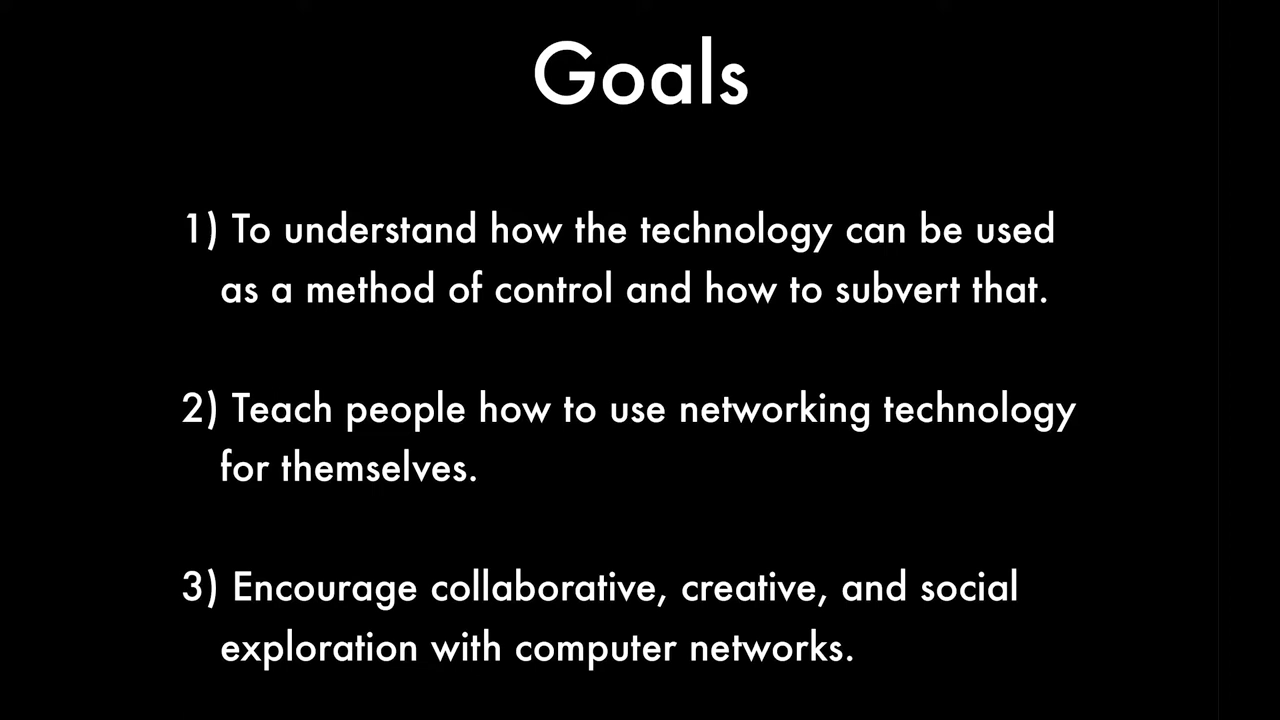 Goals
1) To understand how the technology can be used
as a method of control and how to subvert that.
2) Teach people how to use networking technology
for themselves.
3) Encourage collaborative, creative, and social
exploration with computer networks.